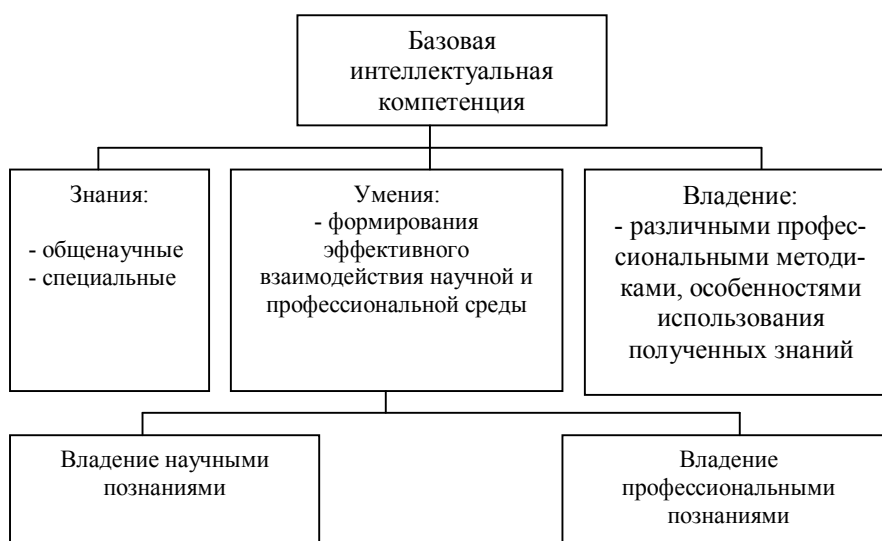 Базовая
интеллектуальная
компетенция
Знания:
- общенаучные
- специальные
Умения:
- формирования
эффективного
взаимодействия научной и
профессиональной среды
Владение:
- различными профес-
сиональными методи-
ками, особенностями
использования
полученных знаний
Владение научными
познаниями
Владение
профессиональными
познаниями